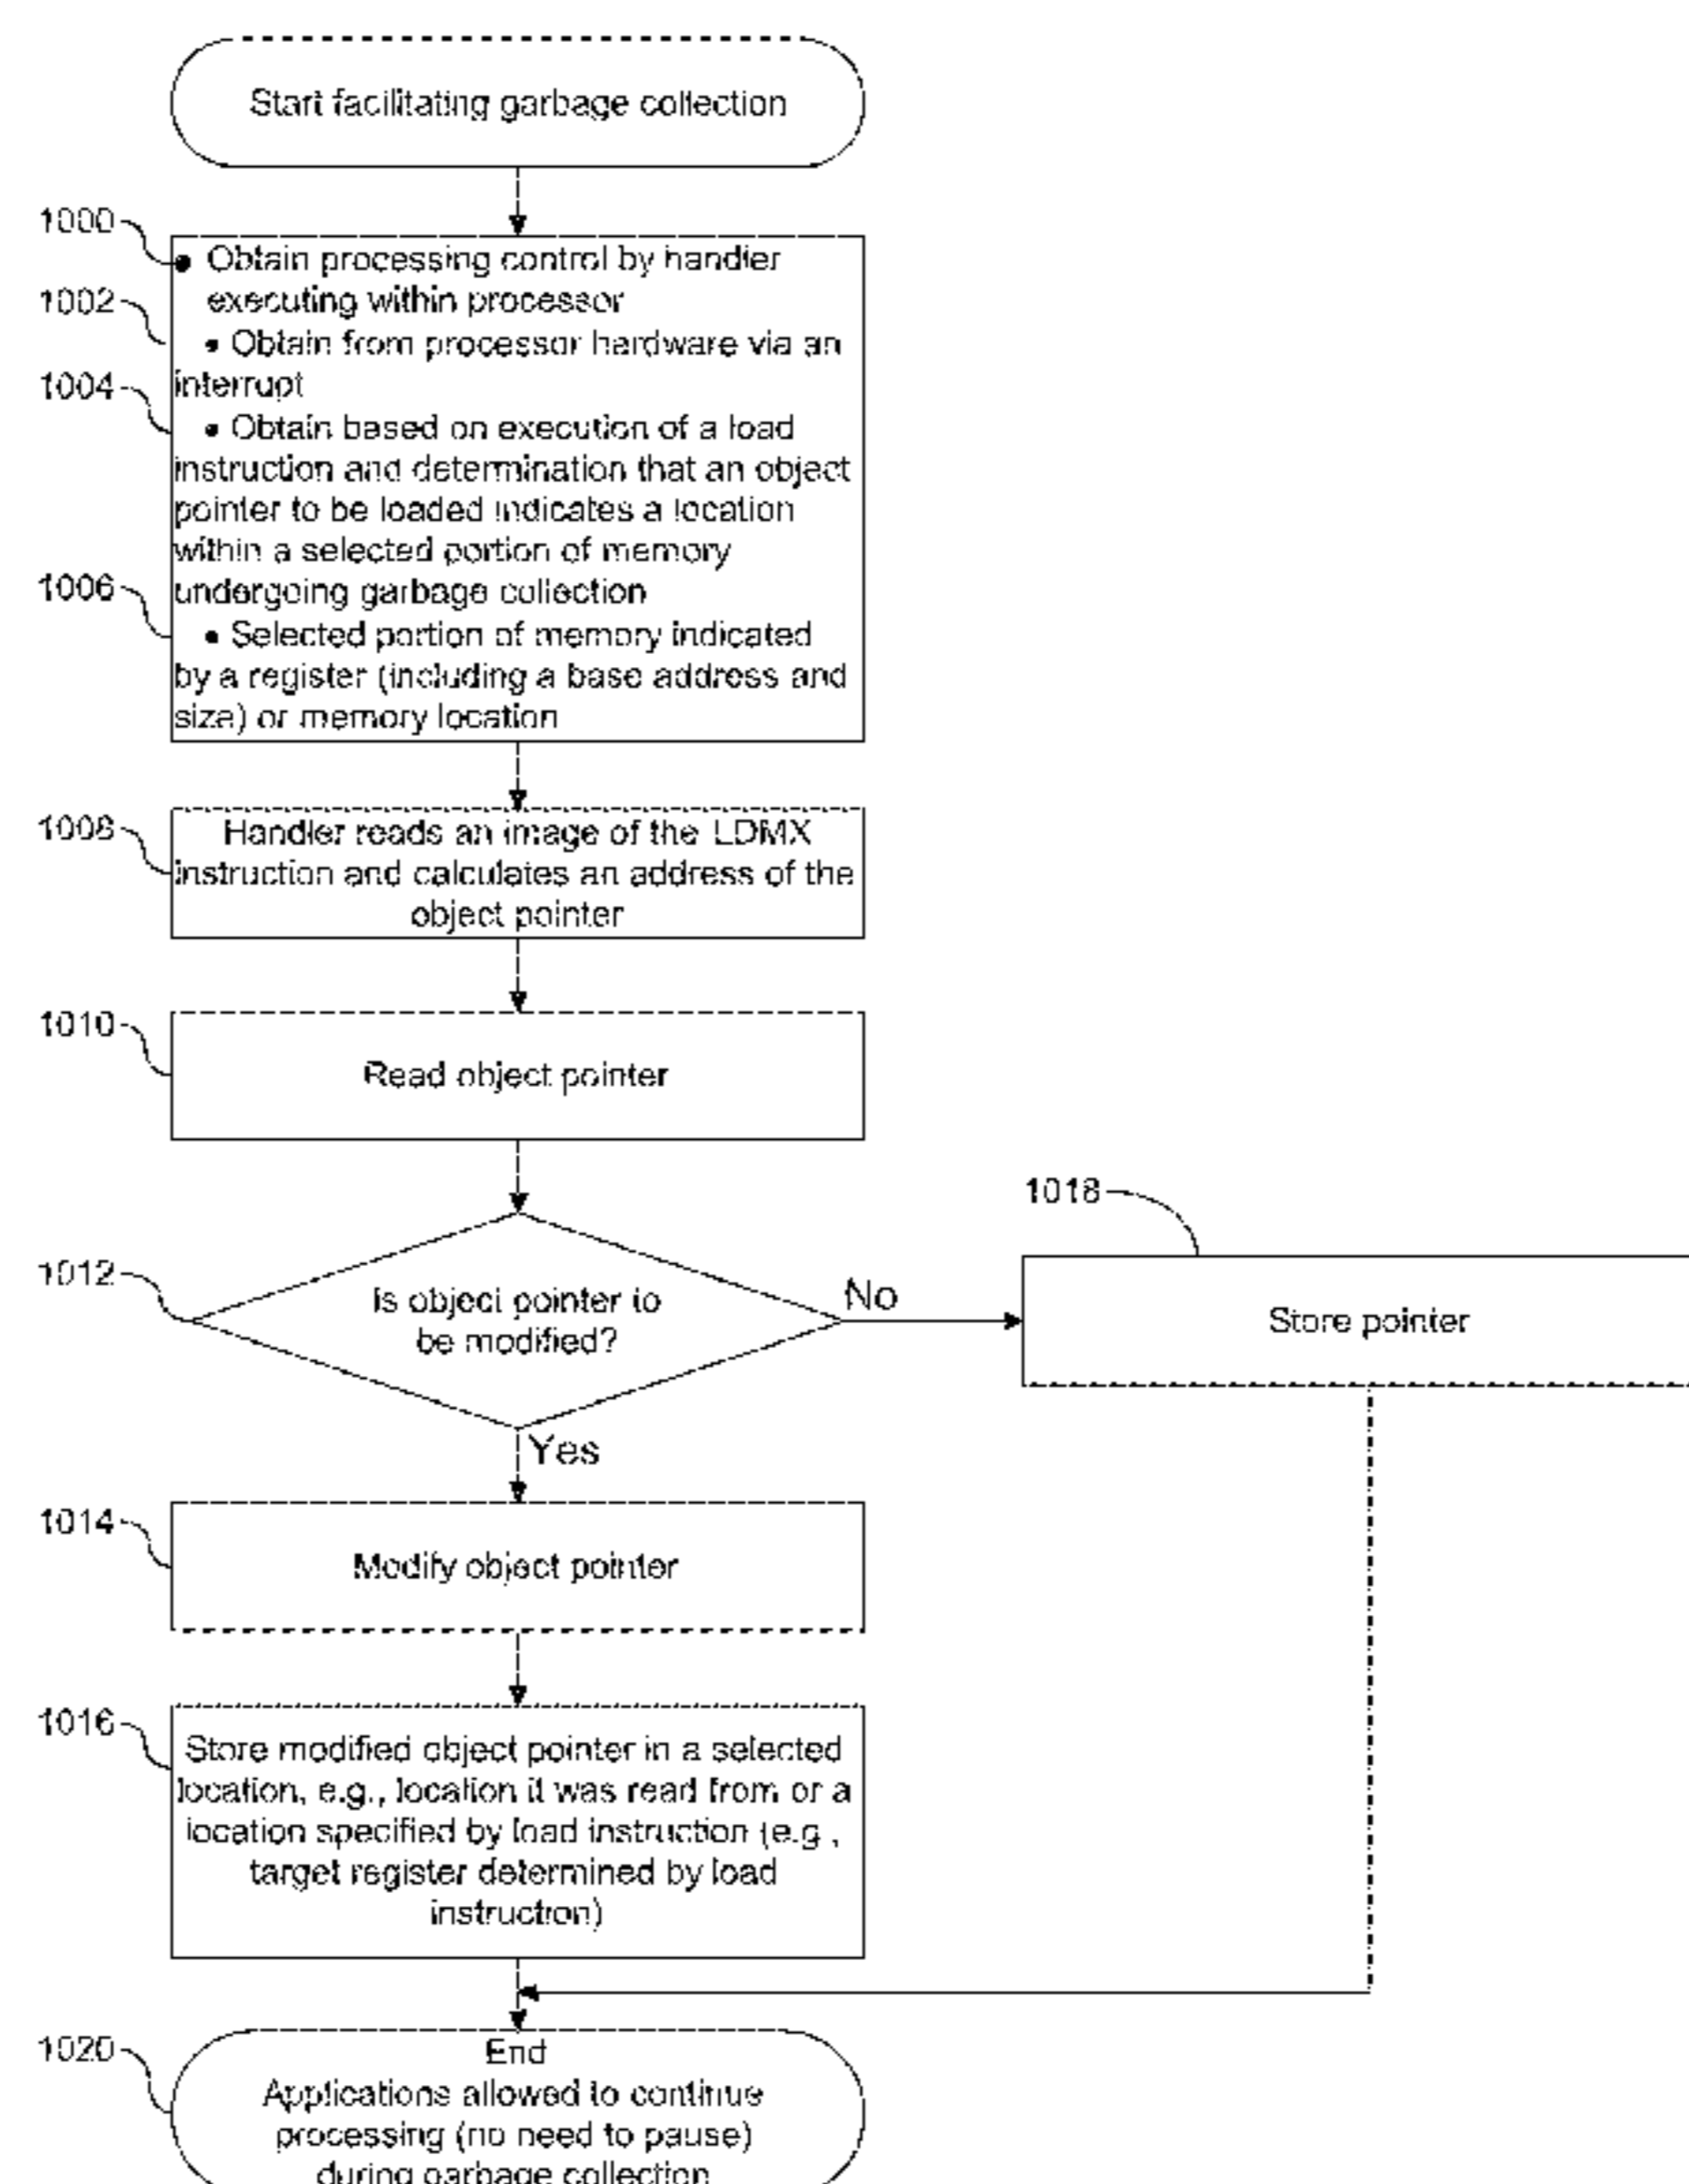 Start facilitating garbage collection
1000
• Obtain processing control by handler
executing within processor
1002
• Obtain from processor hardware via an
interrupt
1004
• Obtain based on execution of a load
instruction and determination that an object
pointer to be loaded indicates a location
within a selected portion of memory
undergoing garbage collection
1006
• Selected portion of memory indicated
by a register (including a base address and
size) or memory location
1008
Handler reads an image of the LDMX
instruction and calculates an address of the
object pointer
1010
Read object pointer
1012
Is object pointer to
be modified?
No
1018
Store pointer
Yes
1014
Modify object pointer
1016
Store modified object pointer in a selected
location, e.g., location it was read from or a
location specified by load instruction (e.g.,
target register determined by load
instruction)
1020
End
Applications allowed to continue
processing (no need to pause)
during garbage collection